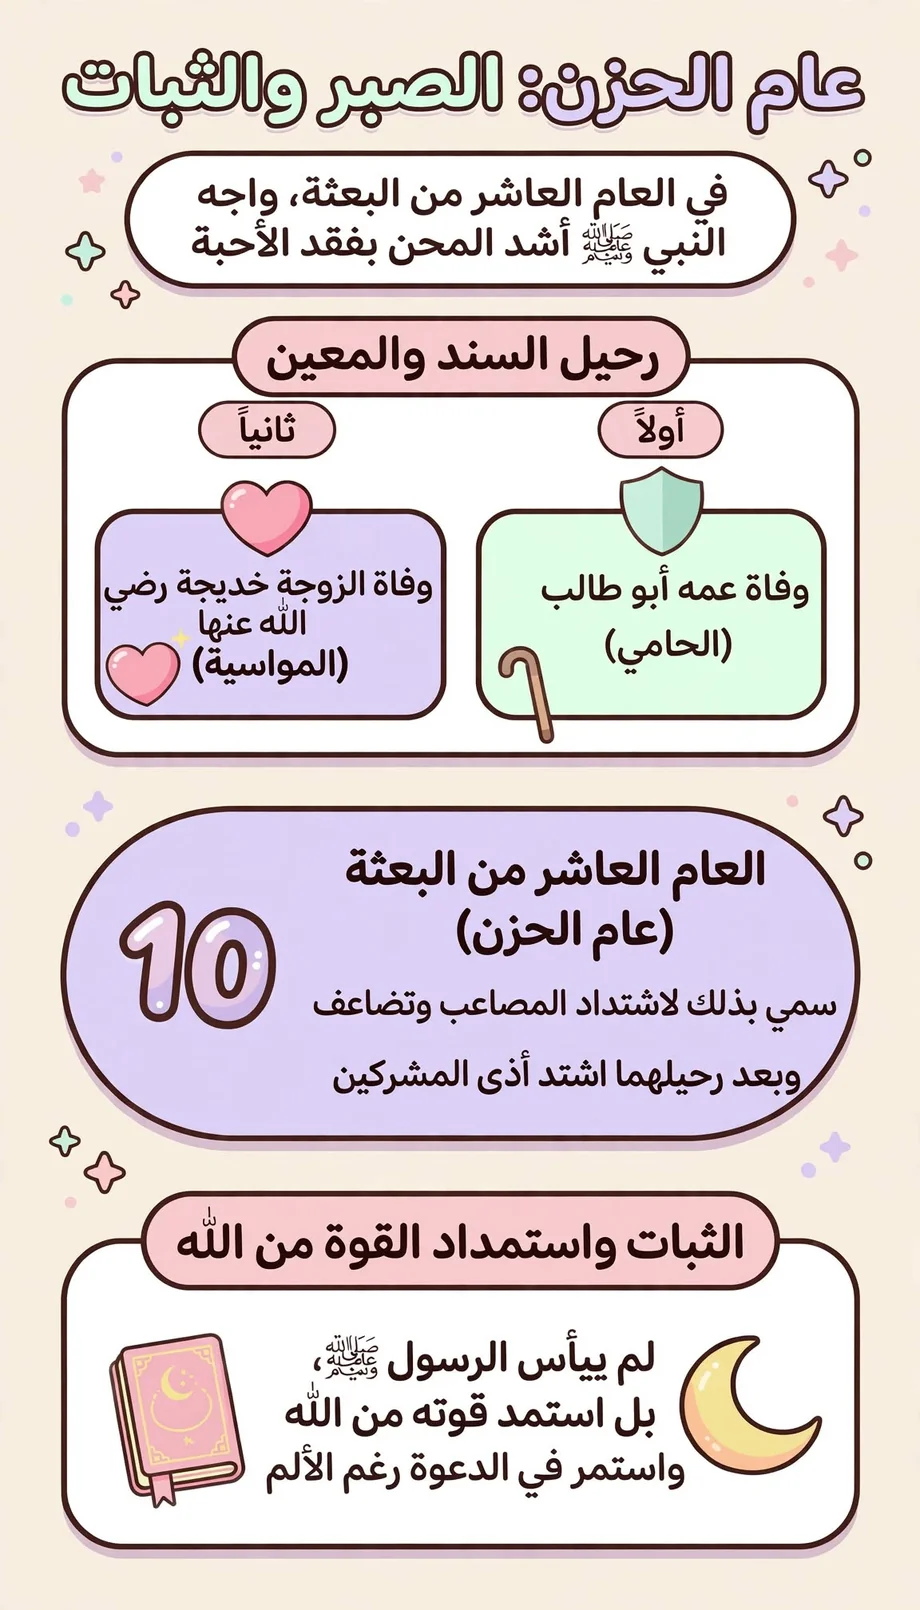 عام الحزن: الصبر والثبات
في العام العاشر من البعثة، واجه
النبي ﷺ أشد المحن بفقد الأحبة
رحيل السند والمعين
أولاً
وفاة عمه أبو طالب
(الحامي)
ثانياً
وفاة الزوجة خديجة رضي
الله عنها
(المواسية)
العام العاشر من البعثة
(عام الحزن)
10
سمي بذلك لاشتداد المصاعب وتضاعف
وبعد رحيلهما اشتد أذى المشركين
الثبات واستمداد القوة من الله
لم ييأس الرسول ﷺ،
بل استمد قوته من الله
واستمر في الدعوة رغم الألم